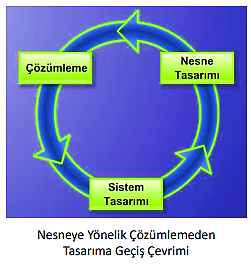 Çözümleme
Nesne
Tasarımı
Sistem
Tasarımı
Nesneye Yönelik Çözümlemeden
Tasarıma Geçiş Çevrimi